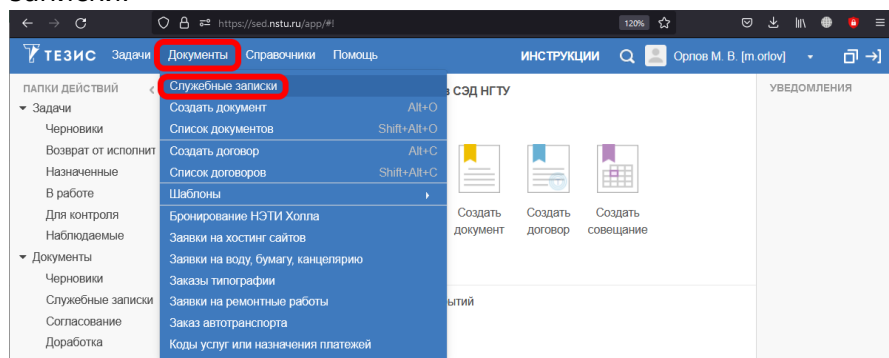 https://sed.nstu.ru/app/#!
120%
ТЕЗИС Задачи Документы Справочники Помощь ИНСТРУКЦИИ Орлов М. В. [m.orlov]
ПАПКИ ДЕЙСТВИЙ
Задачи
Черновики
Возврат от исполнит
Назначенные
В работе
Для контроля
Наблюдаемые
Документы
Черновики
Служебные записки
Согласование
Доработка
Служебные записки
Создать документ Alt+O
Список документов Shift+Alt+O
Создать договор Alt+C
Список договоров Shift+Alt+C
Шаблоны
Бронирование НЭТИ Холла
Заявки на хостинг сайтов
Заявки на воду, бумагу, канцелярию
Заказы типографии
Заявки на ремонтные работы
Заказ автотранспорта
Коды услуг или назначения платежей
в СЭД НГТУ
Создать документ
Создать договор
Создать совещание
ытий
УВЕДОМЛЕНИЯ